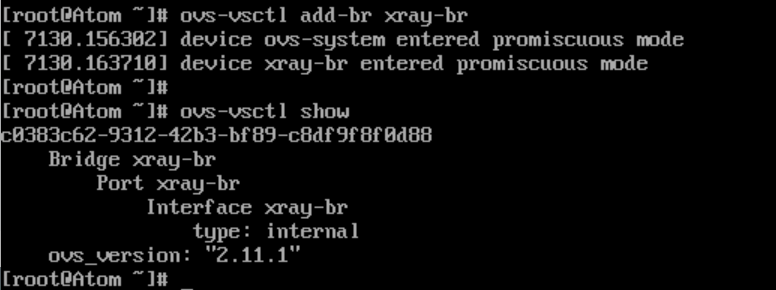 [root@Atom ~]# ovs-vsctl add-br xray-br
[ 7130.156302] device ovs-system entered promiscuous mode
[ 7130.163710] device xray-br entered promiscuous mode
[root@Atom ~]#
[root@Atom ~]# ovs-vsctl show
c0383c62-9312-42b3-bf89-c8df9f8f0d88
    Bridge xray-br
        Port xray-br
            Interface xray-br
                type: internal
    ovs_version: "2.11.1"
[root@Atom ~]# _